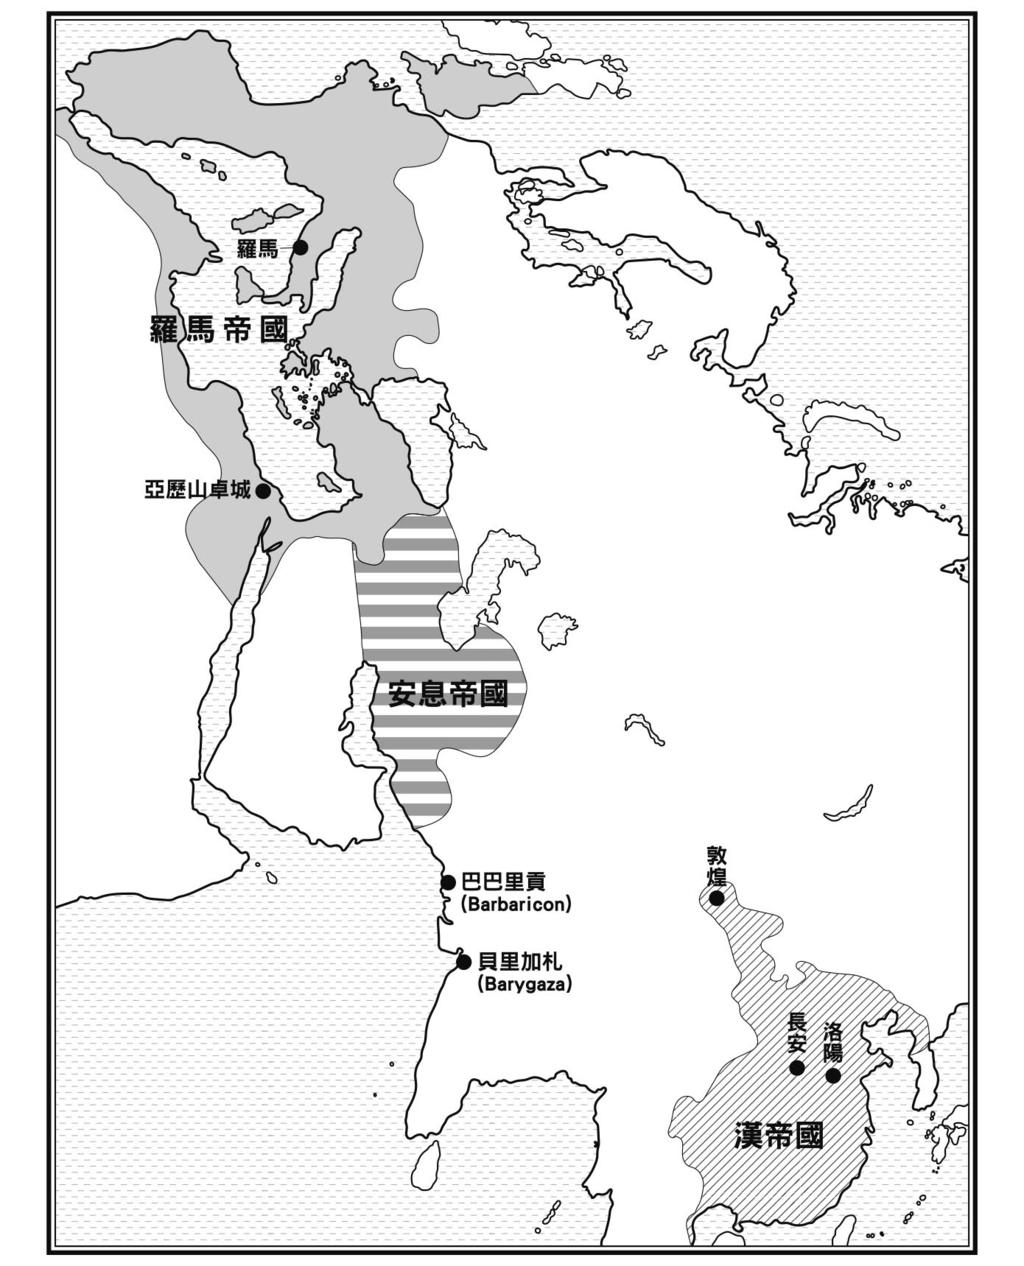 羅馬
羅馬帝國
亞歷山卓城
安息帝國
敦煌
巴巴里貢
(Barbaricon)
貝里加札
(Barygaza)
長安
洛陽
漢帝國